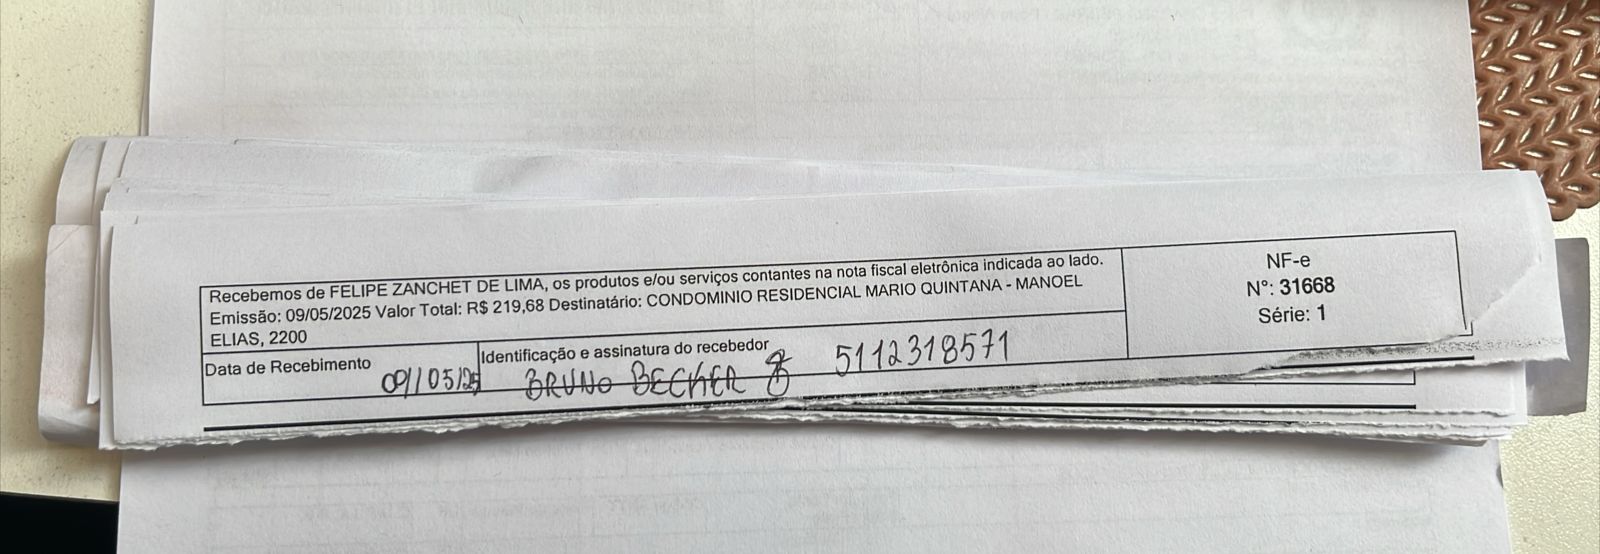 Recebemos de FELIPE ZANCHET DE LIMA, os produtos e/ou serviços contantes na nota fiscal eletrônica indicada ao lado.
Emissão: 09/05/2025 Valor Total: R$ 219,68 Destinatário: CONDOMINIO RESIDENCIAL MARIO QUINTANA - MANOEL
ELIAS, 2200
NF-e
Nº: 31668
Série: 1
Data de Recebimento
09/05/25
Identificação e assinatura do recebedor
BRUNO BECHER 5112318571